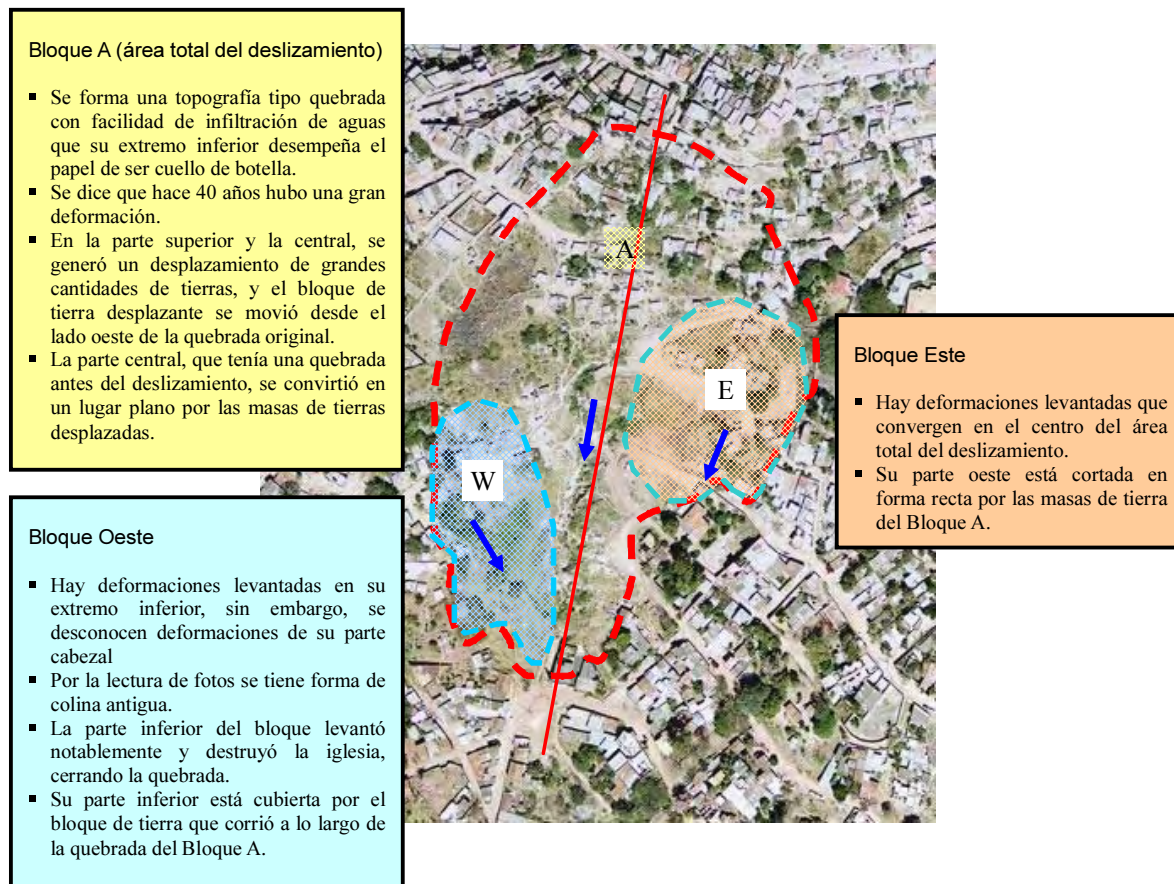 Bloque A (área total del deslizamiento)
▪ Se forma una topografía tipo quebrada
con facilidad de infiltración de aguas
que su extremo inferior desempeña el
papel de ser cuello de botella.
▪ Se dice que hace 40 años hubo una gran
deformación.
▪ En la parte superior y la central, se
generó un desplazamiento de grandes
cantidades de tierras, y el bloque de
tierra desplazante se movió desde el
lado oeste de la quebrada original.
▪ La parte central, que tenía una quebrada
antes del deslizamiento, se convirtió en
un lugar plano por las masas de tierras
desplazadas.
A
E
W
Bloque Este
▪ Hay deformaciones levantadas que
convergen en el centro del área
total del deslizamiento.
▪ Su parte oeste está cortada en
forma recta por las masas de tierra
del Bloque A.
Bloque Oeste
▪ Hay deformaciones levantadas en su
extremo inferior, sin embargo, se
desconocen deformaciones de su parte
cabezal
▪ Por la lectura de fotos se tiene forma de
colina antigua.
▪ La parte inferior del bloque levantó
notablemente y destruyó la iglesia,
cerrando la quebrada.
▪ Su parte inferior está cubierta por el
bloque de tierra que corrió a lo largo de
la quebrada del Bloque A.